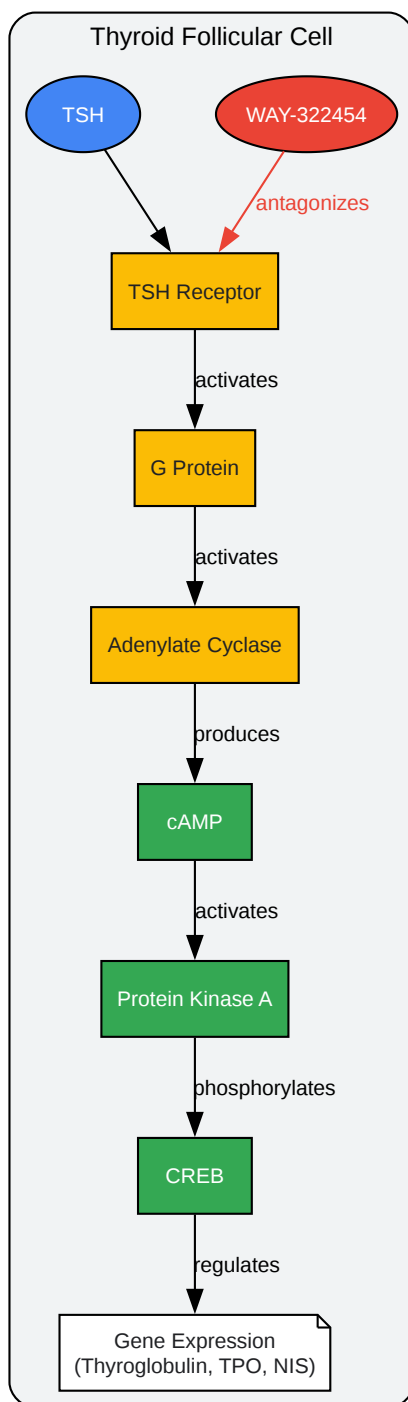 Thyroid Follicular Cell
TSH
WAY-322454
antagonizes
TSH Receptor
activates
G Protein
activates
Adenylate Cyclase
produces
cAMP
activates
Protein Kinase A
phosphorylates
CREB
regulates
Gene Expression
(Thyroglobulin, TPO, NIS)